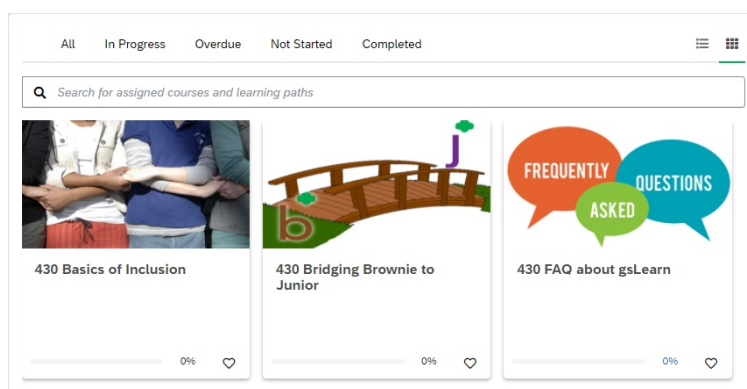 All In Progress Overdue Not Started Completed
Search for assigned courses and learning paths
J
b
FREQUENTLY
QUESTIONS
ASKED
430 Basics of Inclusion
430 Bridging Brownie to
Junior
430 FAQ about gsLearn
0% 0% 0%